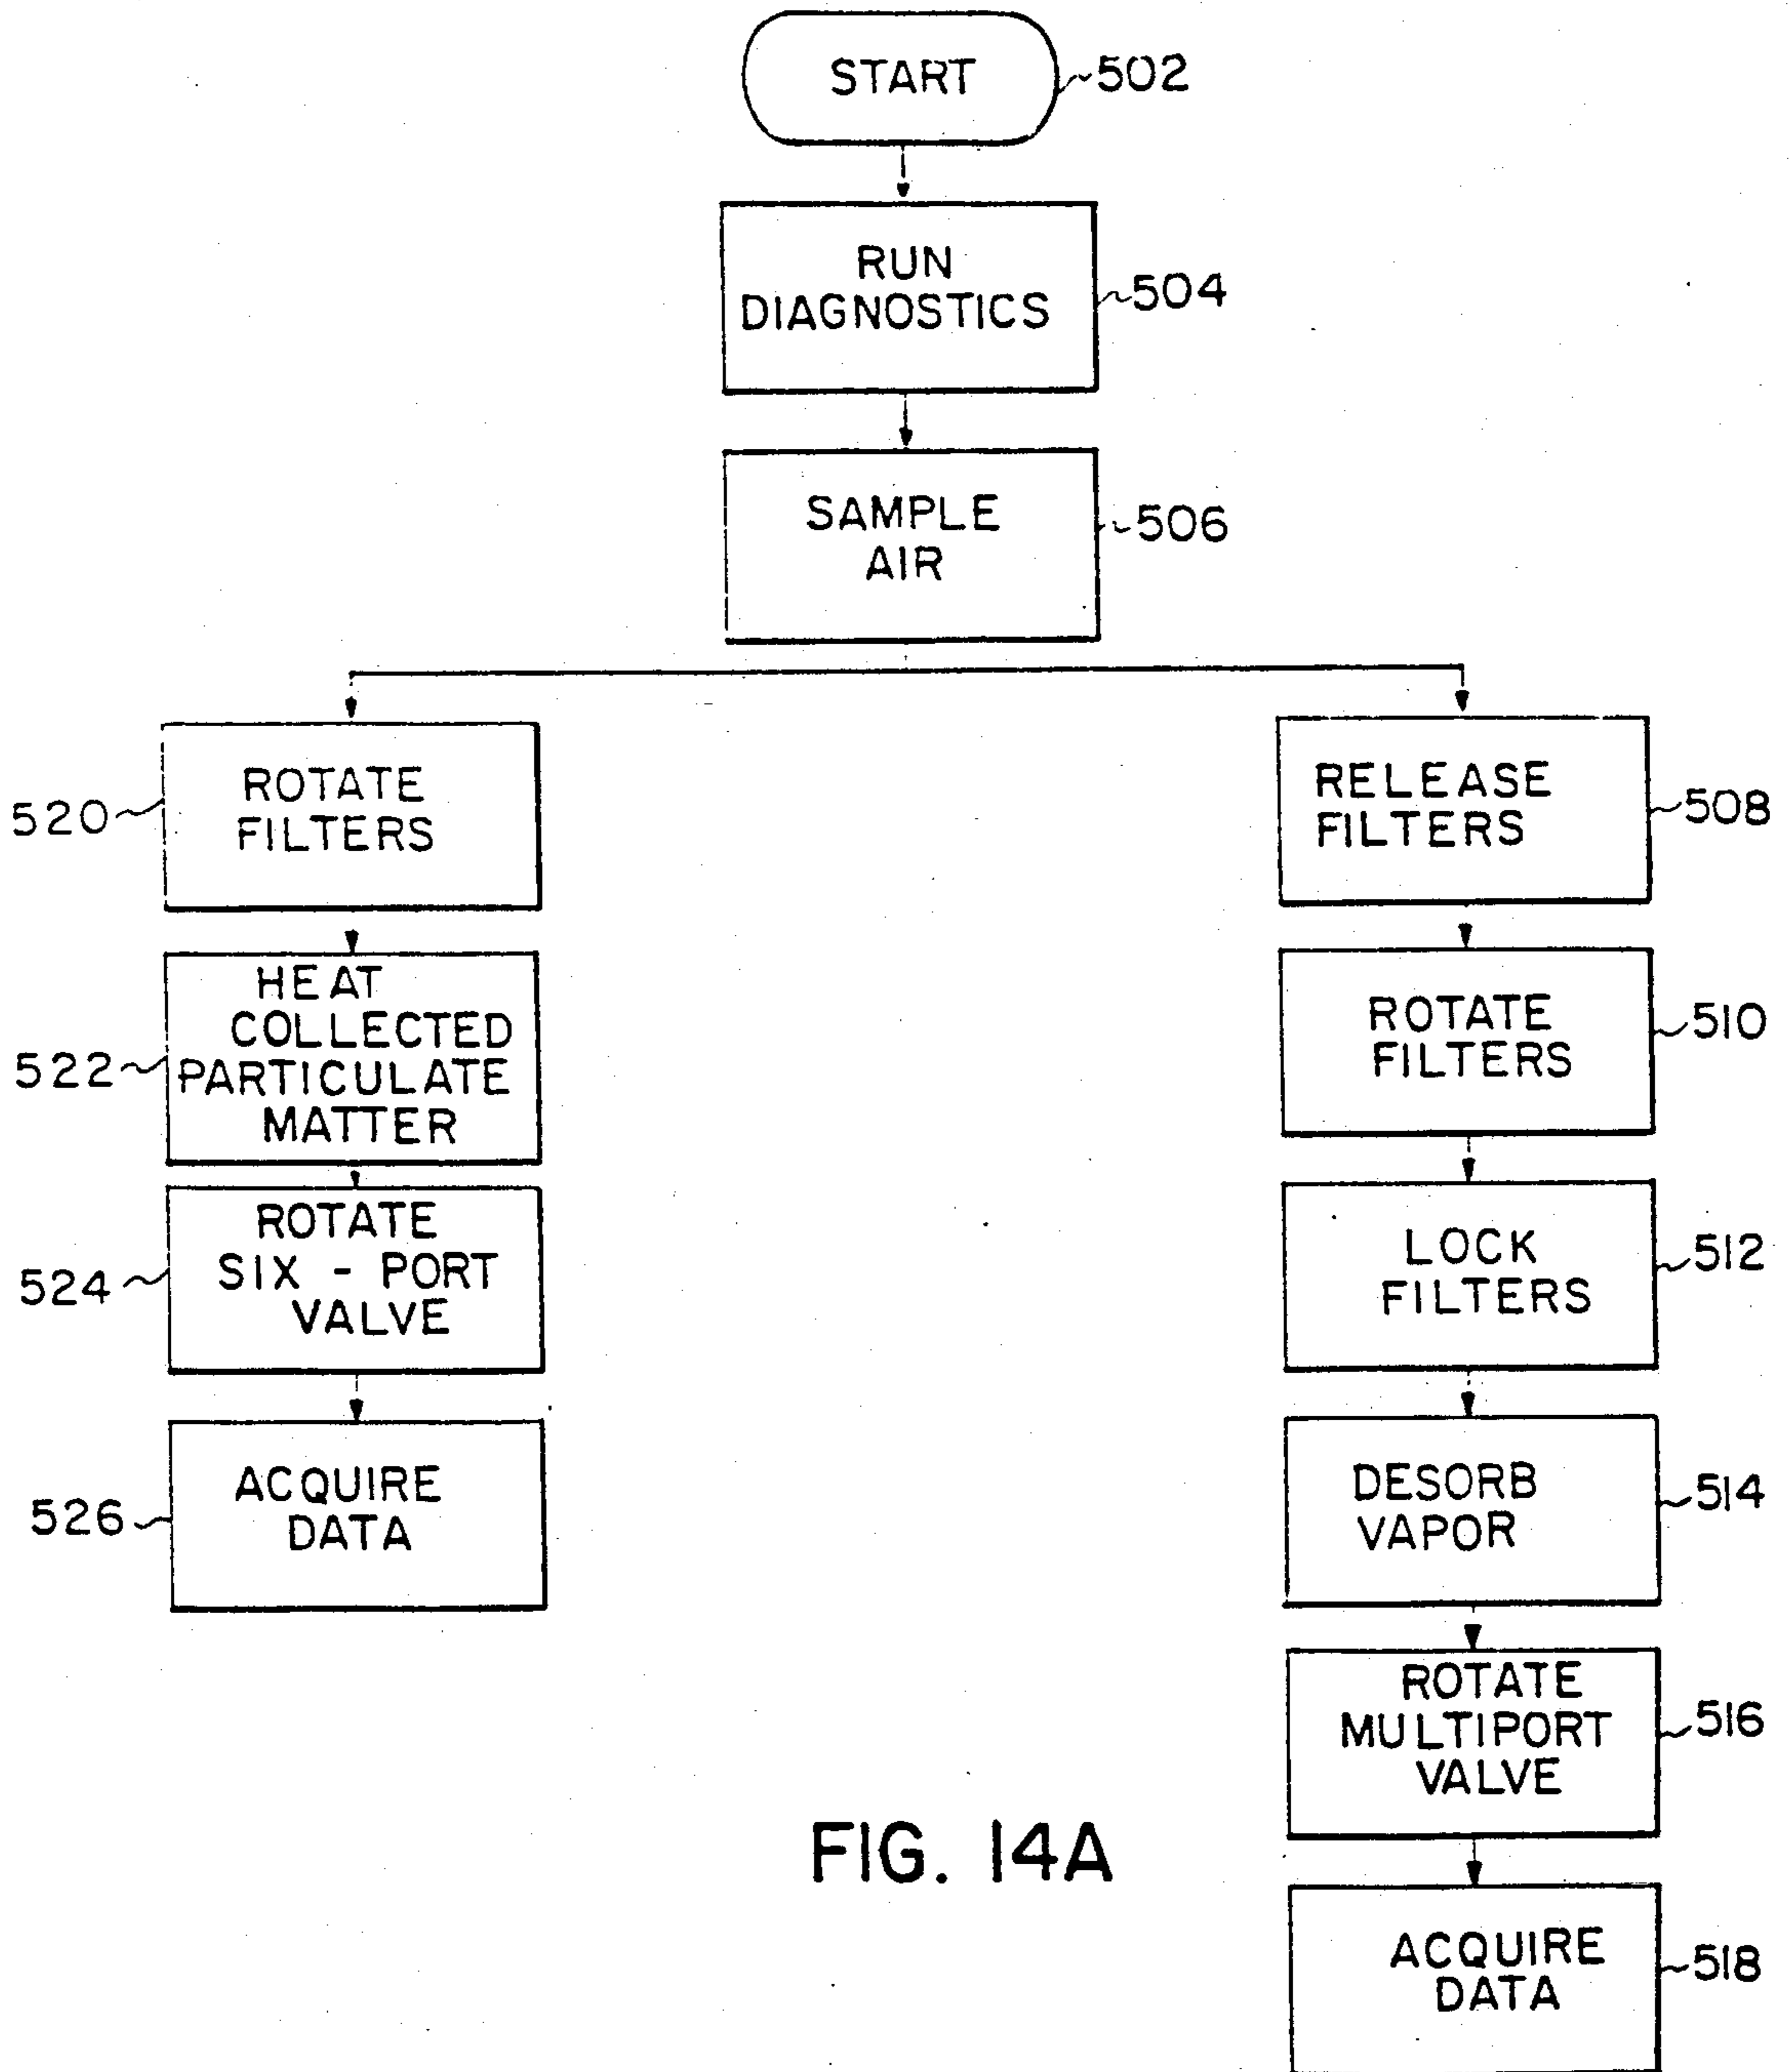 START
502
RUN
DIAGNOSTICS
504
SAMPLE
AIR
506
ROTATE
FILTERS
520
HEAT
COLLECTED
PARTICULATE
MATTER
522
ROTATE
SIX - PORT
VALVE
524
ACQUIRE
DATA
526
RELEASE
FILTERS
508
ROTATE
FILTERS
510
LOCK
FILTERS
512
DESORB
VAPOR
514
ROTATE
MULTIPORT
VALVE
516
ACQUIRE
DATA
518
FIG. 14A